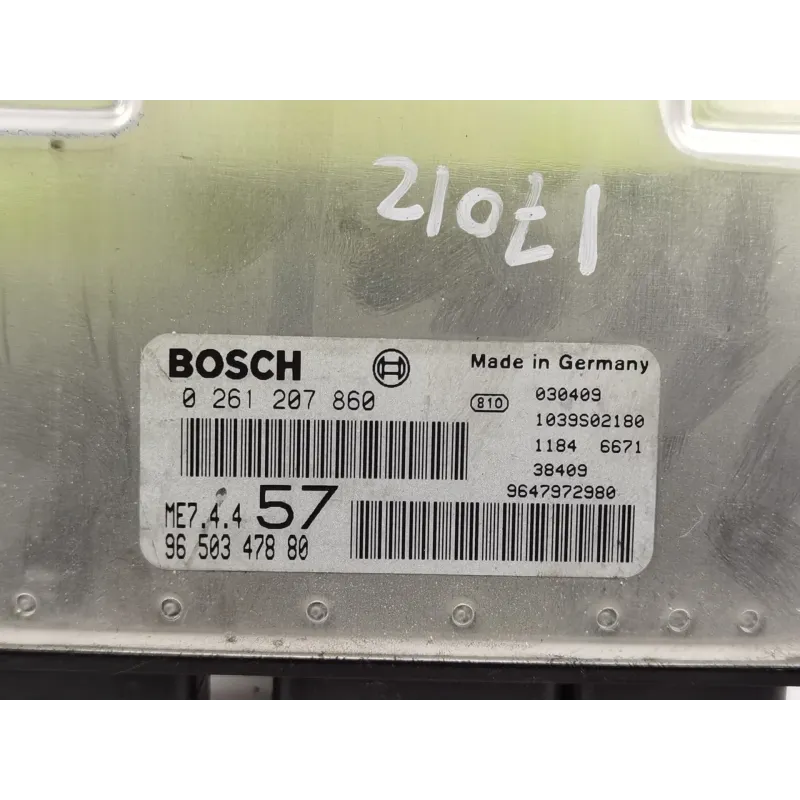 17012
BOSCH
Made in Germany
0 261 207 860
810 030409
1039S02180
1184 6671
38409
9647972980
ME7.4.4 57
96 503 478 80